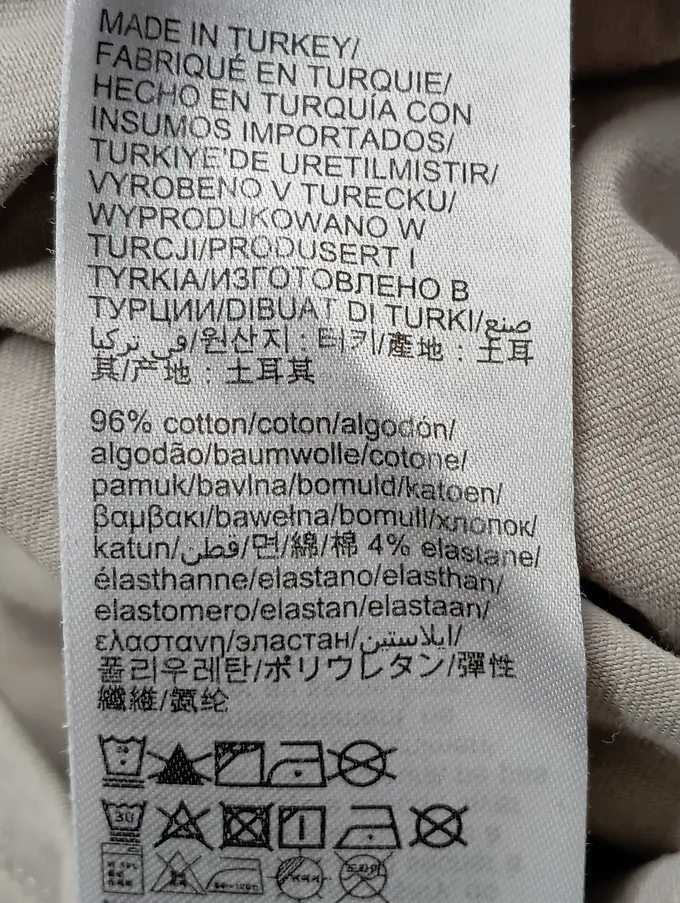 MADE IN TURKEY/
FABRIQUÉ EN TURQUIE/
HECHO EN TURQUÍA CON
INSUMOS IMPORTADOS/
TURKIYE'DE URETILMISTIR/
VYROBENO V TURECKU/
WYPRODUKOWANO W
TURCJI/PRODUSERT I
TYRKIA/ИЗГОТОВЛЕНО В
ТУРЦИИ/DIBUAT DI TURKI/صنع
في تركيا/원산지 : 터키/產地 : 土耳
其/产地 : 土耳其
96% cotton/coton/algodón/
algodão/baumwolle/cotone/
pamuk/bavlna/bomuld/katoen/
βαμβακι/bawełna/bomull/хлопок/
katun/قطن/면/綿/棉 4% elastane/
élasthanne/elastano/elasthan/
elastomero/elastan/elastaan/
ελαστανη/эластан/ايلاستين/
폴리우레탄/ポリウレタン/彈性
纖維/氨纶
30
드라이